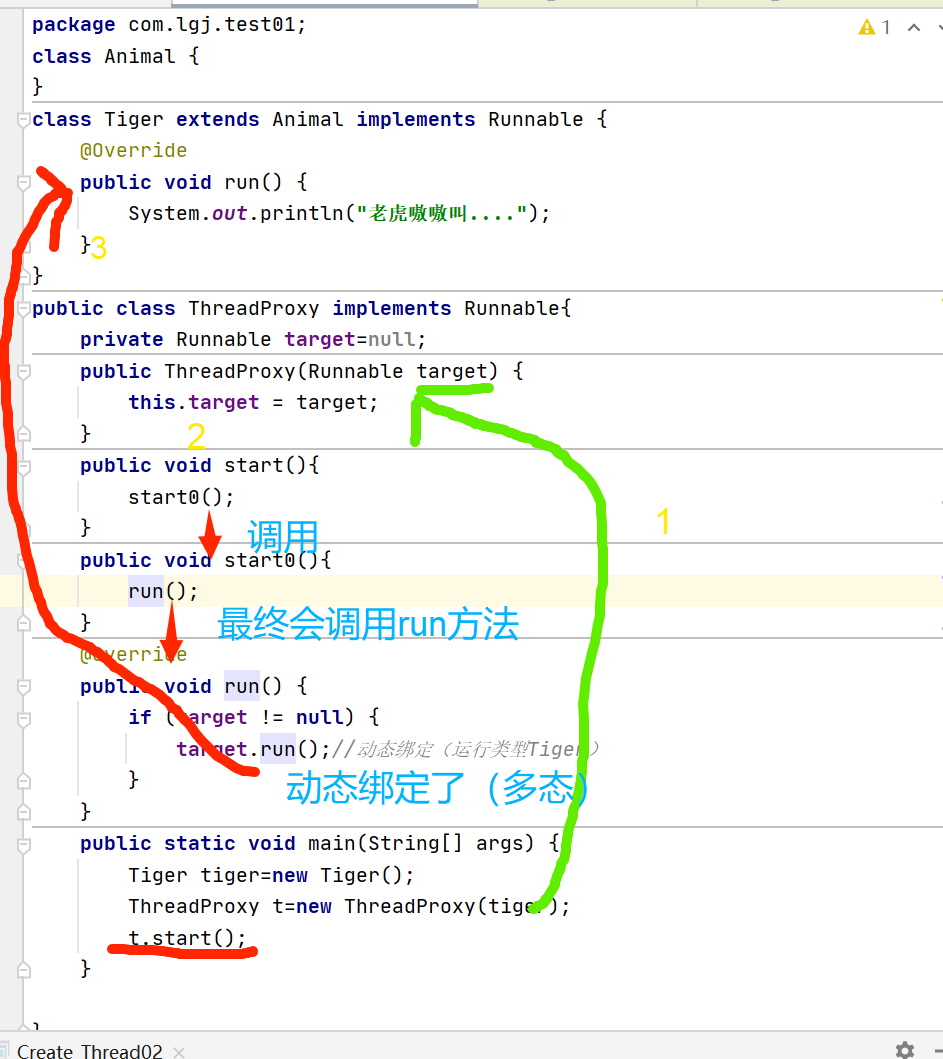 package com.lgj.test01;
1
class Animal {
}
class Tiger extends Animal implements Runnable {
@Override
public void run() {
System.out.println("老虎嗷嗷叫....");
}
3
}
public class ThreadProxy implements Runnable{
private Runnable target=null;
public ThreadProxy(Runnable target) {
this.target = target;
}
2
public void start(){
start0();
}
1
调用
public void start0(){
run();
}
最终会调用run方法
@Override
public void run() {
if (target != null) {
target.run();//动态绑定（运行类型Tiger）
}
动态绑定了（多态）
}
public static void main(String[] args) {
Tiger tiger=new Tiger();
ThreadProxy t=new ThreadProxy(tiger);
t.start();
}
}
Create_Thread02